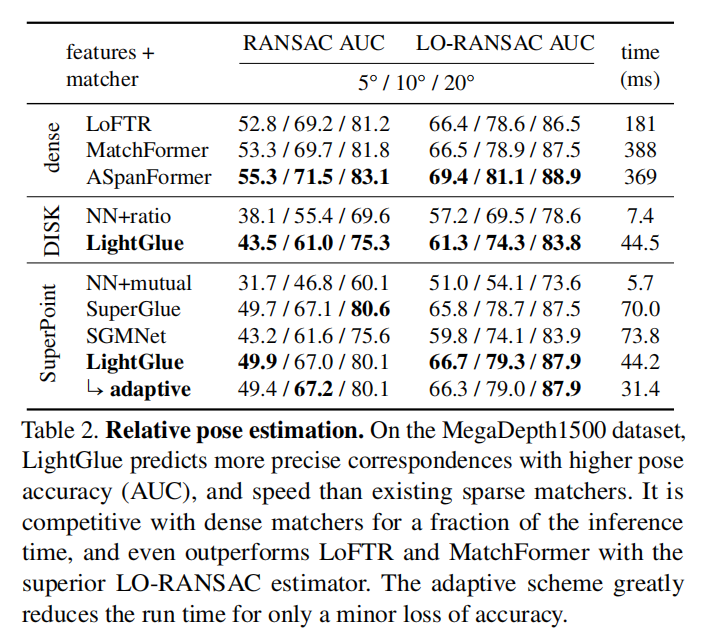 features + matcher RANSAC AUC LO-RANSAC AUC time (ms)
5° / 10° / 20°
dense
LoFTR 52.8 / 69.2 / 81.2 66.4 / 78.6 / 86.5 181
MatchFormer 53.3 / 69.7 / 81.8 66.5 / 78.9 / 87.5 388
ASpanFormer 55.3 / 71.5 / 83.1 69.4 / 81.1 / 88.9 369
DISK
NN+ratio 38.1 / 55.4 / 69.6 57.2 / 69.5 / 78.6 7.4
LightGlue 43.5 / 61.0 / 75.3 61.3 / 74.3 / 83.8 44.5
SuperPoint
NN+mutual 31.7 / 46.8 / 60.1 51.0 / 54.1 / 73.6 5.7
SuperGlue 49.7 / 67.1 / 80.6 65.8 / 78.7 / 87.5 70.0
SGMNet 43.2 / 61.6 / 75.6 59.8 / 74.1 / 83.9 73.8
LightGlue 49.9 / 67.0 / 80.1 66.7 / 79.3 / 87.9 44.2
↳ adaptive 49.4 / 67.2 / 80.1 66.3 / 79.0 / 87.9 31.4
Table 2. Relative pose estimation. On the MegaDepth1500 dataset,
LightGlue predicts more precise correspondences with higher pose
accuracy (AUC), and speed than existing sparse matchers. It is
competitive with dense matchers for a fraction of the inference
time, and even outperforms LoFTR and MatchFormer with the
superior LO-RANSAC estimator. The adaptive scheme greatly
reduces the run time for only a minor loss of accuracy.